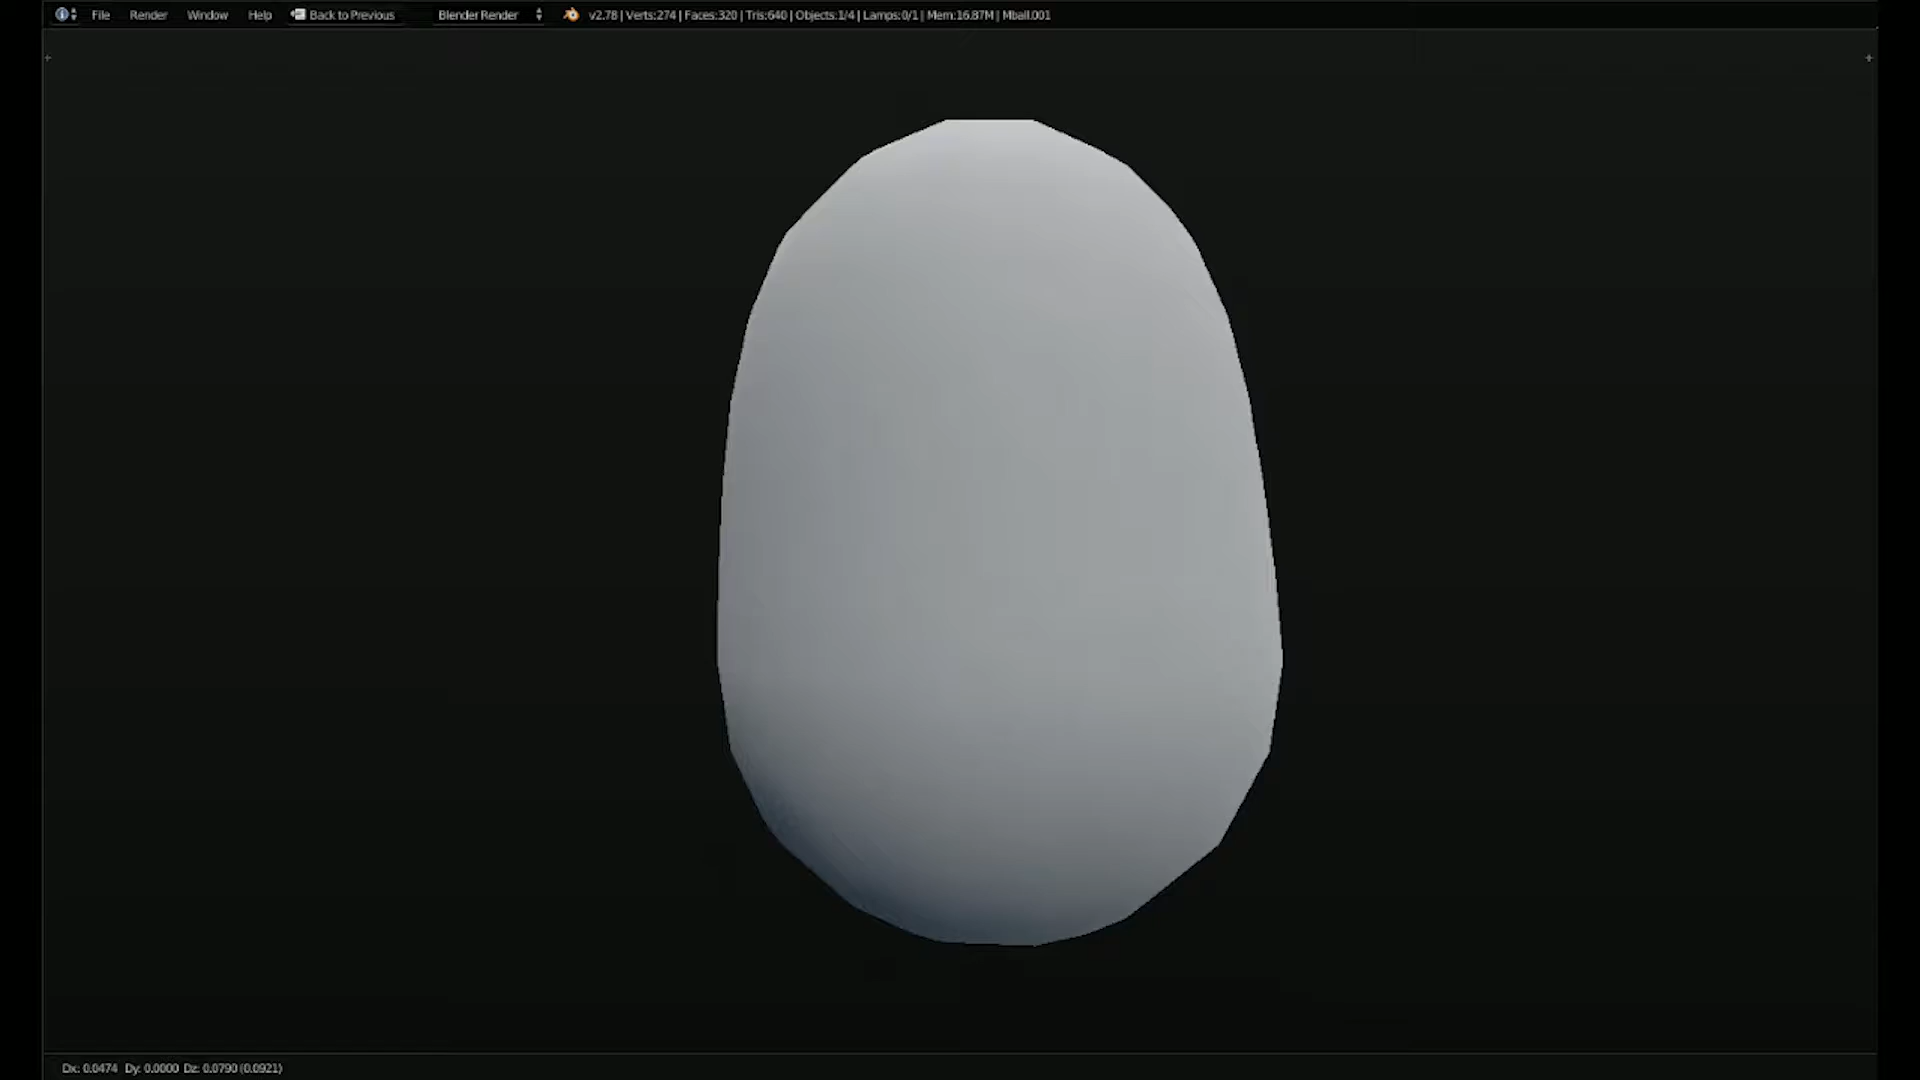 File Render Window Help Back to Previous Blender Render v2.78 | Verts:274 | Faces:320 | Tris:640 | Objects:1/4 | Lamps:0/1 | Mem:16.87M | Mball.001
Dx: 0.0474 Dy: 0.0000 Dz: 0.0790 (0.0921)